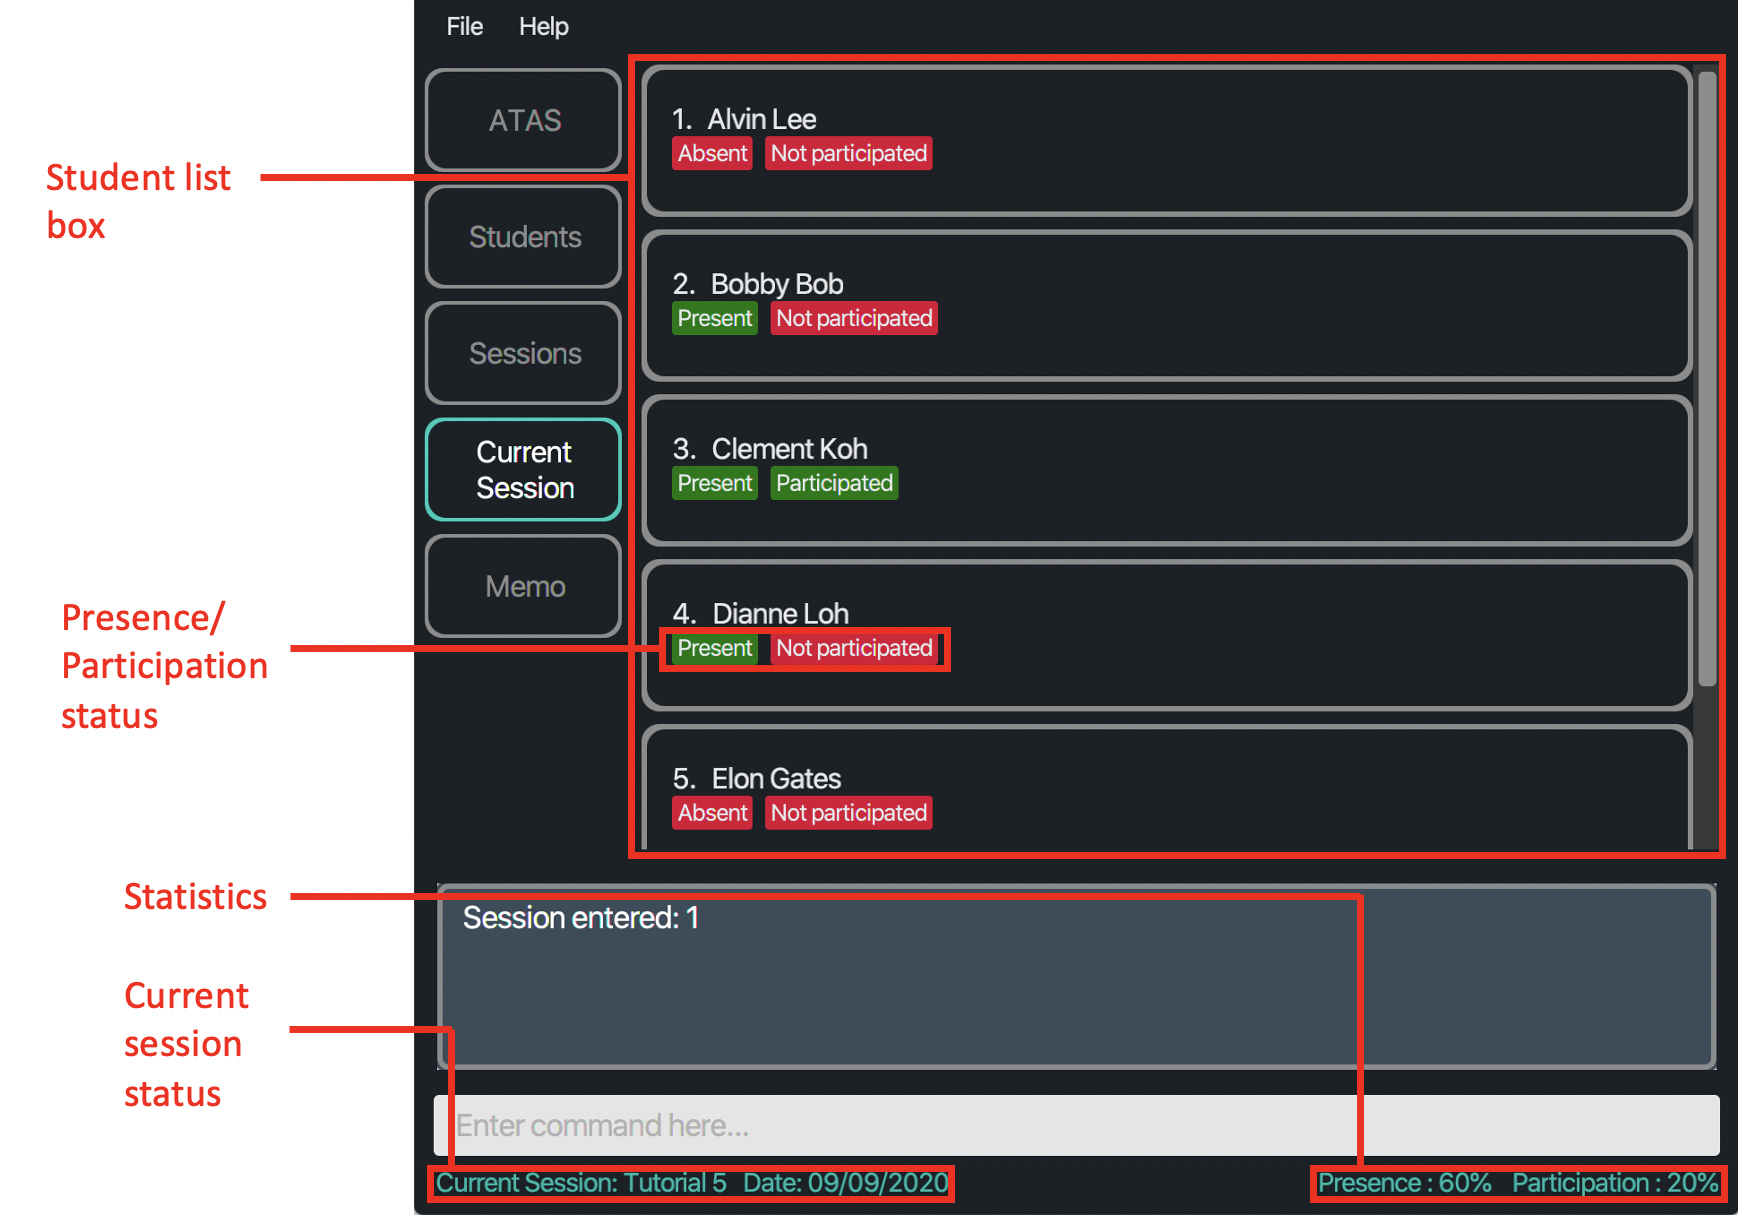 File Help
ATAS
Students
Sessions
Current
Session
Memo
1. Alvin Lee
Absent Not participated
2. Bobby Bob
Present Not participated
3. Clement Koh
Present Participated
4. Dianne Loh
Present Not participated
5. Elon Gates
Absent Not participated
Session entered: 1
Enter command here...
Current Session: Tutorial 5 Date: 09/09/2020
Presence : 60% Participation : 20%
Student list
box
Presence/
Participation
status
Statistics
Current
session
status